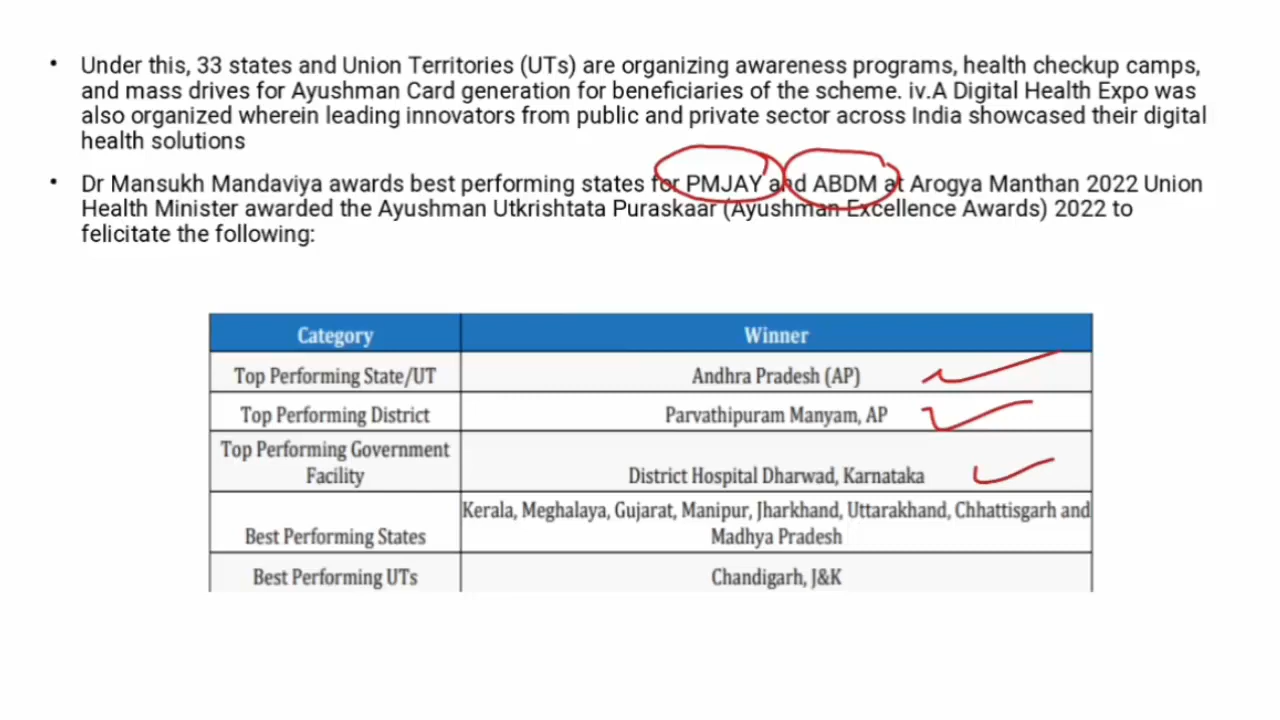 • Under this, 33 states and Union Territories (UTs) are organizing awareness programs, health checkup camps,
and mass drives for Ayushman Card generation for beneficiaries of the scheme. iv.A Digital Health Expo was
also organized wherein leading innovators from public and private sector across India showcased their digital
health solutions
• Dr Mansukh Mandaviya awards best performing states for PMJAY and ABDM at Arogya Manthan 2022 Union
Health Minister awarded the Ayushman Utkrishtata Puraskaar (Ayushman Excellence Awards) 2022 to
felicitate the following:
Category Winner
Top Performing State/UT Andhra Pradesh (AP)
Top Performing District Parvathipuram Manyam, AP
Top Performing Government
Facility District Hospital Dharwad, Karnataka
Kerala, Meghalaya, Gujarat, Manipur, Jharkhand, Uttarakhand, Chhattisgarh and
Best Performing States Madhya Pradesh
Best Performing UTs Chandigarh, J&K